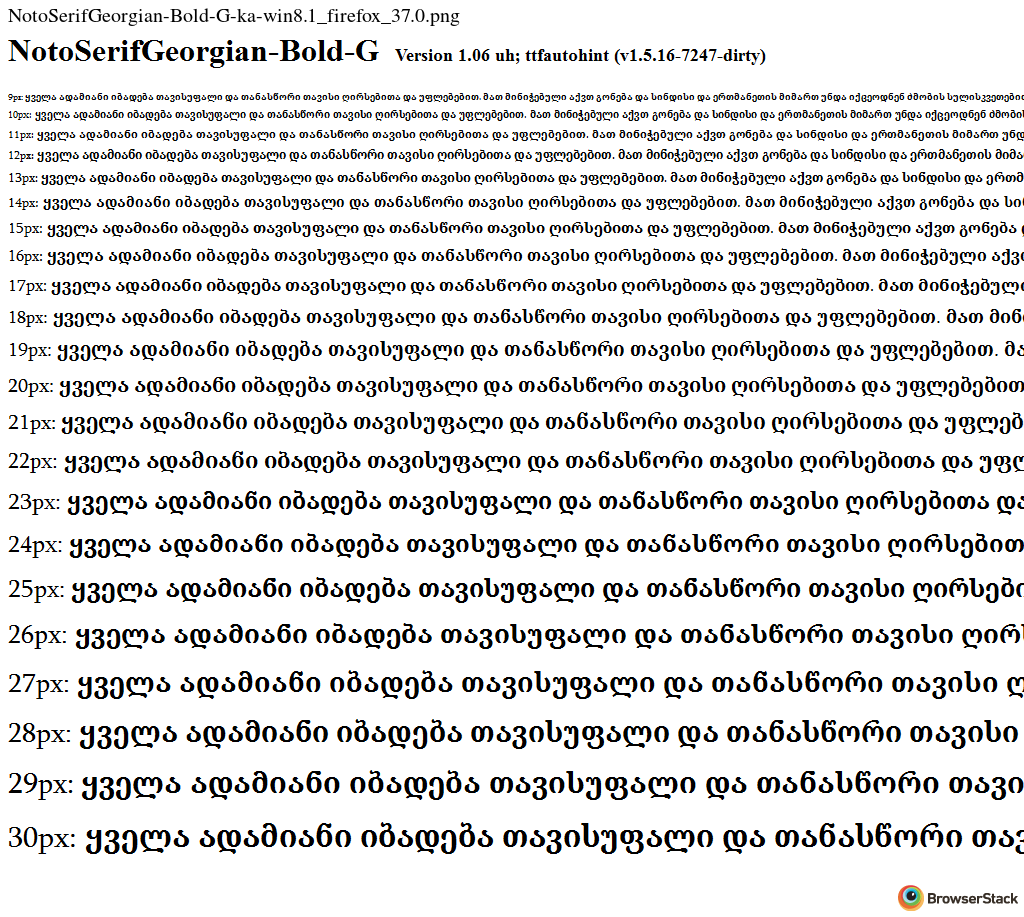 NotoSerifGeorgian-Bold-G-ka-win8.1_firefox_37.0.png
NotoSerifGeorgian-Bold-G Version 1.06 uh; ttfautohint (v1.5.16-7247-dirty)
9px: ყველა ადამიანი იბადება თავისუფალი და თანასწორი თავისი ღირსებითა და უფლებებით. მათ მინიჭებული აქვთ გონება და სინდისი და ერთმანეთის მიმართ უნდა იქცეოდნენ ძმობის სულისკვეთებით
10px: ყველა ადამიანი იბადება თავისუფალი და თანასწორი თავისი ღირსებითა და უფლებებით. მათ მინიჭებული აქვთ გონება და სინდისი და ერთმანეთის მიმართ უნდა იქცეოდნენ ძმობი
11px: ყველა ადამიანი იბადება თავისუფალი და თანასწორი თავისი ღირსებითა და უფლებებით. მათ მინიჭებული აქვთ გონება და სინდისი და ერთმანეთის მიმართ უნდ
12px: ყველა ადამიანი იბადება თავისუფალი და თანასწორი თავისი ღირსებითა და უფლებებით. მათ მინიჭებული აქვთ გონება და სინდისი და ერთმანეთის მიმა
13px: ყველა ადამიანი იბადება თავისუფალი და თანასწორი თავისი ღირსებითა და უფლებებით. მათ მინიჭებული აქვთ გონება და სინდისი და ერთმ
14px: ყველა ადამიანი იბადება თავისუფალი და თანასწორი თავისი ღირსებითა და უფლებებით. მათ მინიჭებული აქვთ გონება და სი
15px: ყველა ადამიანი იბადება თავისუფალი და თანასწორი თავისი ღირსებითა და უფლებებით. მათ მინიჭებული აქვთ გონება
16px: ყველა ადამიანი იბადება თავისუფალი და თანასწორი თავისი ღირსებითა და უფლებებით. მათ მინიჭებული აქვ
17px: ყველა ადამიანი იბადება თავისუფალი და თანასწორი თავისი ღირსებითა და უფლებებით. მათ მინიჭებული
18px: ყველა ადამიანი იბადება თავისუფალი და თანასწორი თავისი ღირსებითა და უფლებებით. მათ მინ
19px: ყველა ადამიანი იბადება თავისუფალი და თანასწორი თავისი ღირსებითა და უფლებებით. მა
20px: ყველა ადამიანი იბადება თავისუფალი და თანასწორი თავისი ღირსებითა და უფლებებით
21px: ყველა ადამიანი იბადება თავისუფალი და თანასწორი თავისი ღირსებითა და უფლებ
22px: ყველა ადამიანი იბადება თავისუფალი და თანასწორი თავისი ღირსებითა და უფლ
23px: ყველა ადამიანი იბადება თავისუფალი და თანასწორი თავისი ღირსებითა და
24px: ყველა ადამიანი იბადება თავისუფალი და თანასწორი თავისი ღირსებით
25px: ყველა ადამიანი იბადება თავისუფალი და თანასწორი თავისი ღირსები
26px: ყველა ადამიანი იბადება თავისუფალი და თანასწორი თავისი ღირ
27px: ყველა ადამიანი იბადება თავისუფალი და თანასწორი თავისი ღ
28px: ყველა ადამიანი იბადება თავისუფალი და თანასწორი თავისი
29px: ყველა ადამიანი იბადება თავისუფალი და თანასწორი თავი
30px: ყველა ადამიანი იბადება თავისუფალი და თანასწორი თავ
BrowserStack